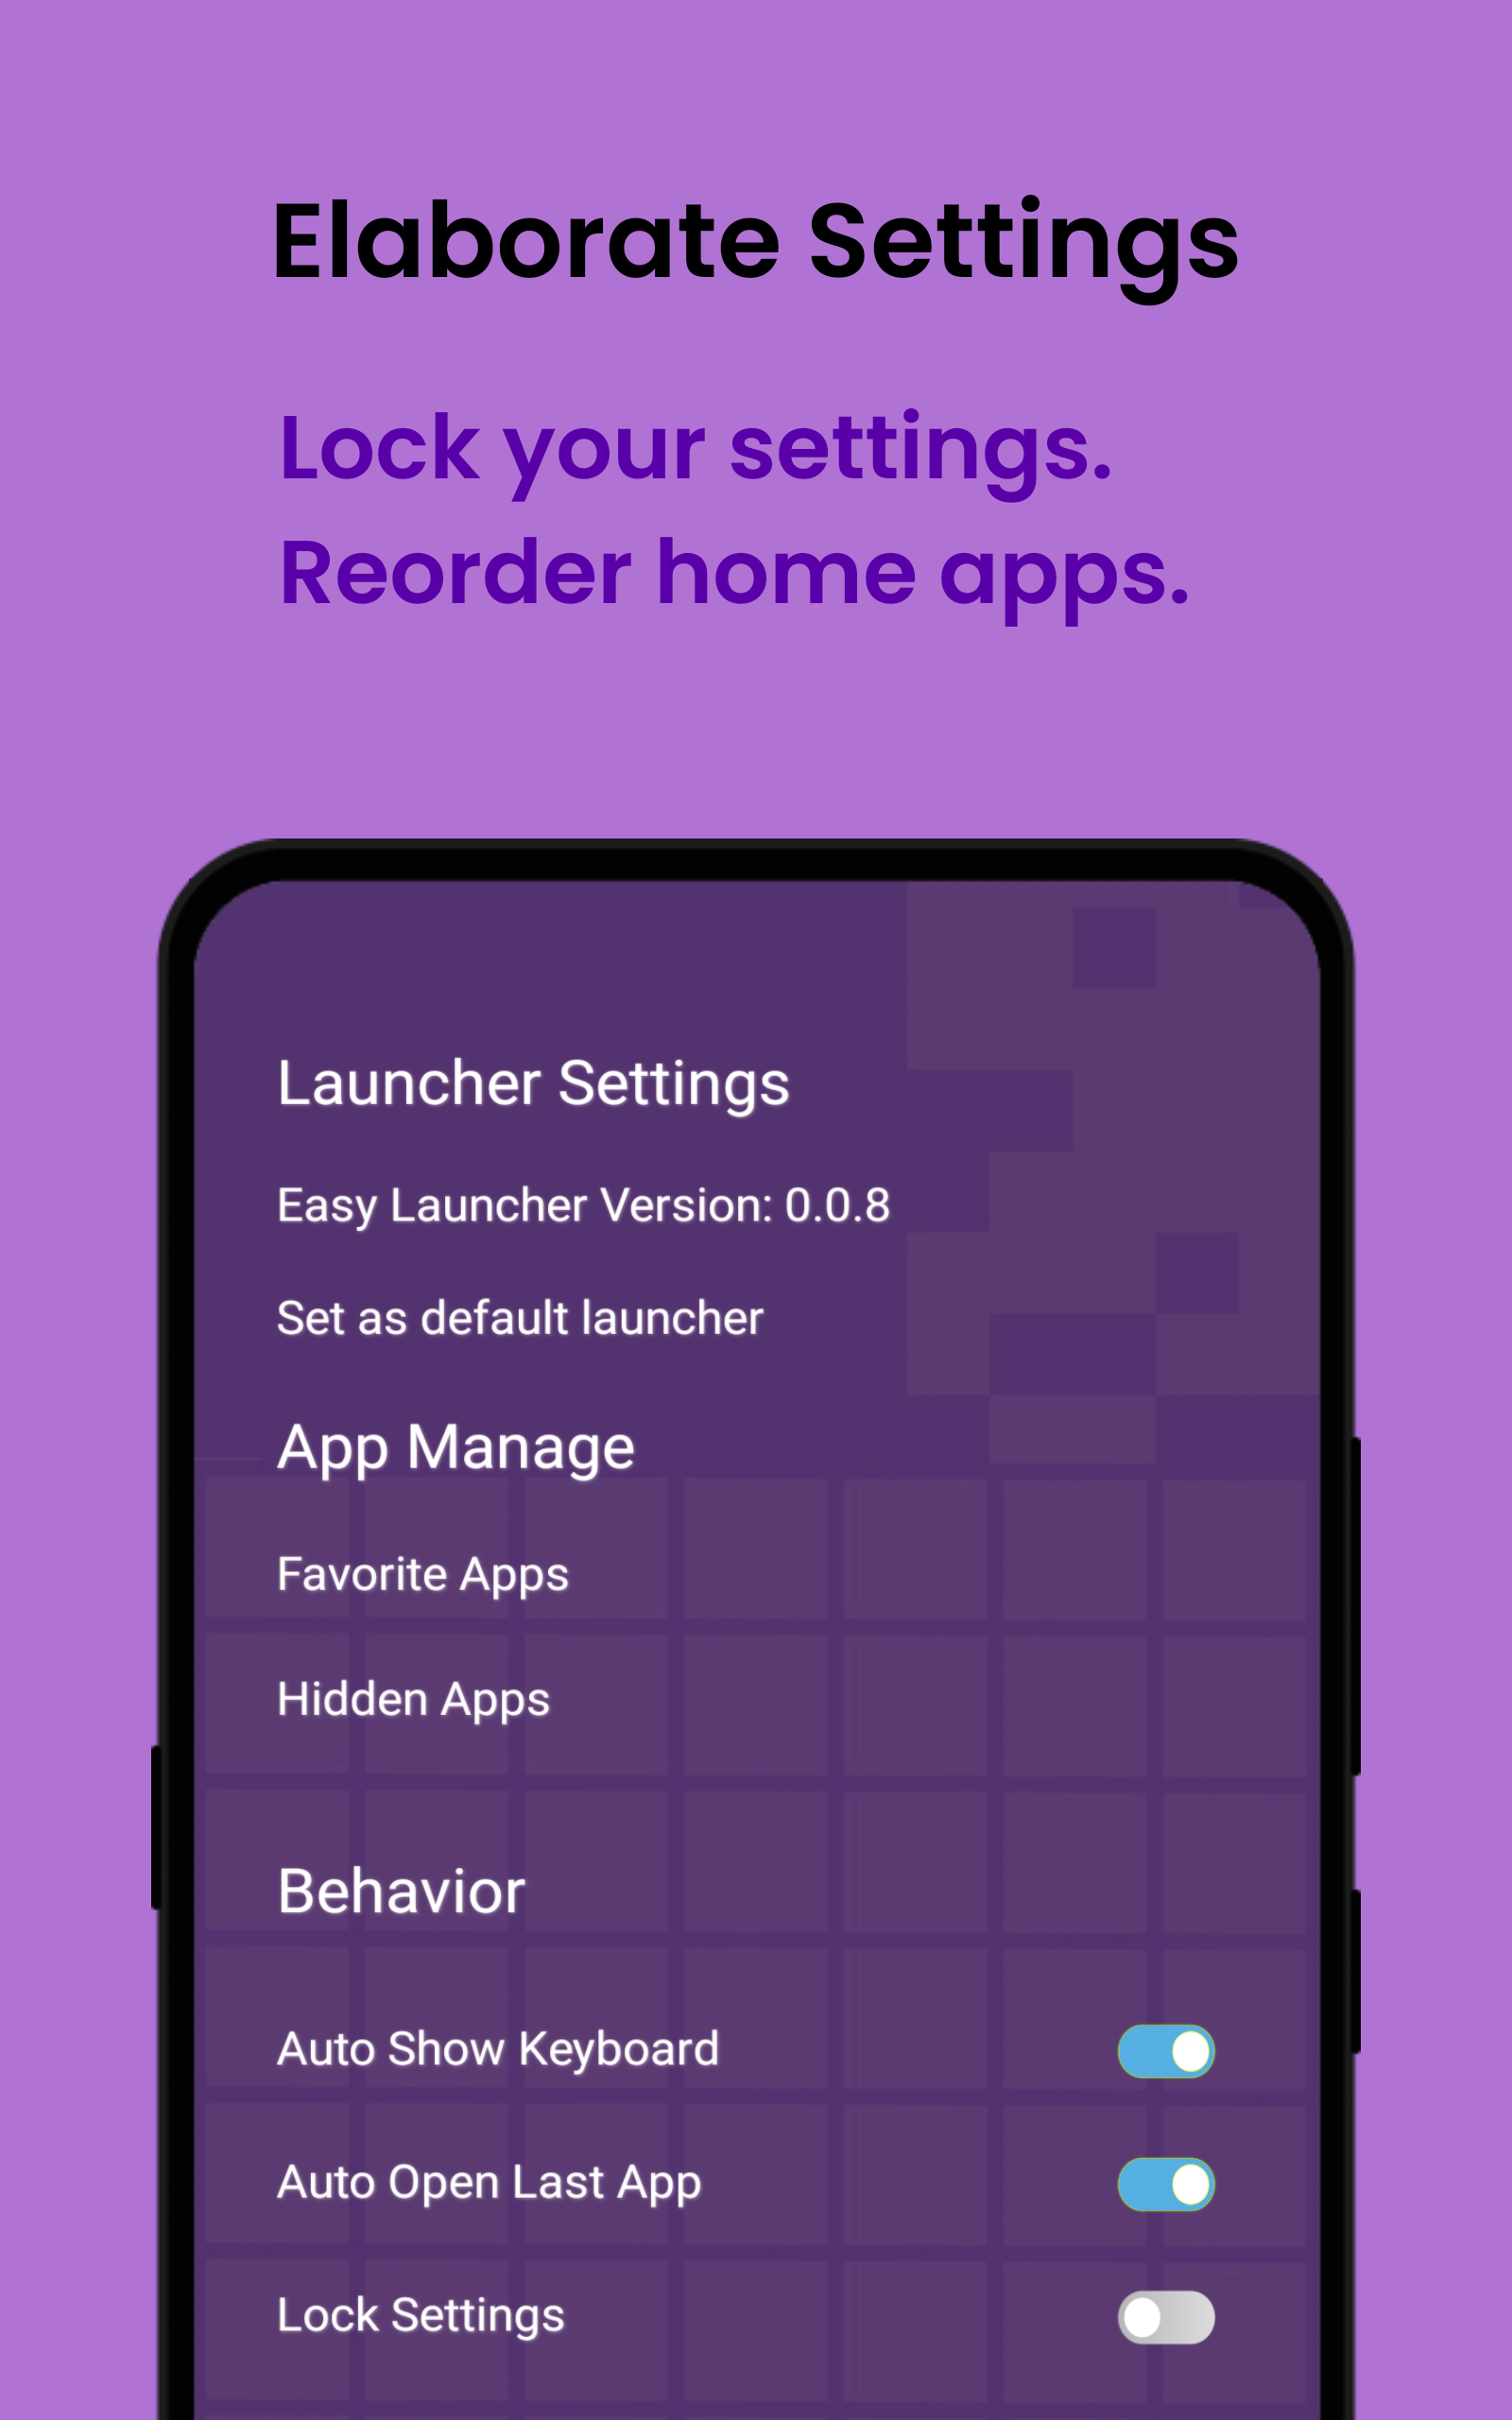 Elaborate Settings
Lock your settings.
Reorder home apps.
Launcher Settings
Easy Launcher Version: 0.0.8
Set as default launcher
App Manage
Favorite Apps
Hidden Apps
Behavior
Auto Show Keyboard
Auto Open Last App
Lock Settings